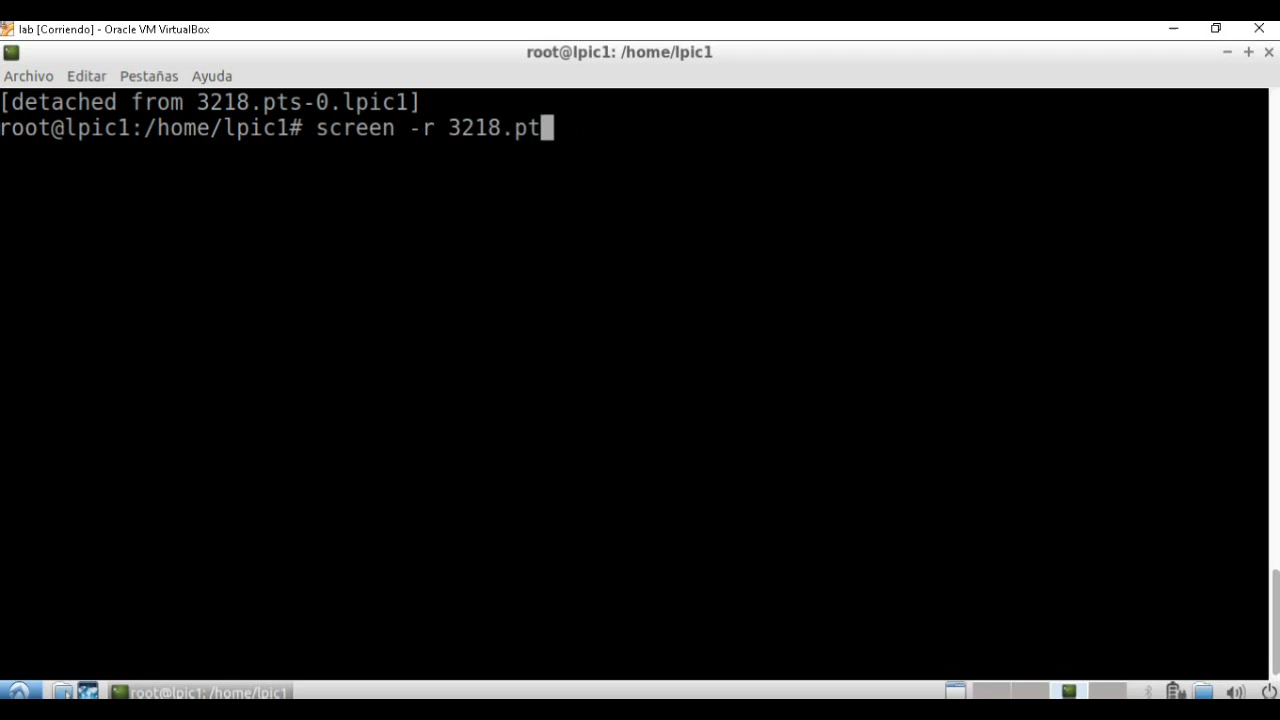 lab [Corriendo] - Oracle VM VirtualBox
root@lpic1: /home/lpic1
Archivo Editar Pestañas Ayuda
[detached from 3218.pts-0.lpic1]
root@lpic1:/home/lpic1# screen -r 3218.pt
root@lpic1: /home/lpic1